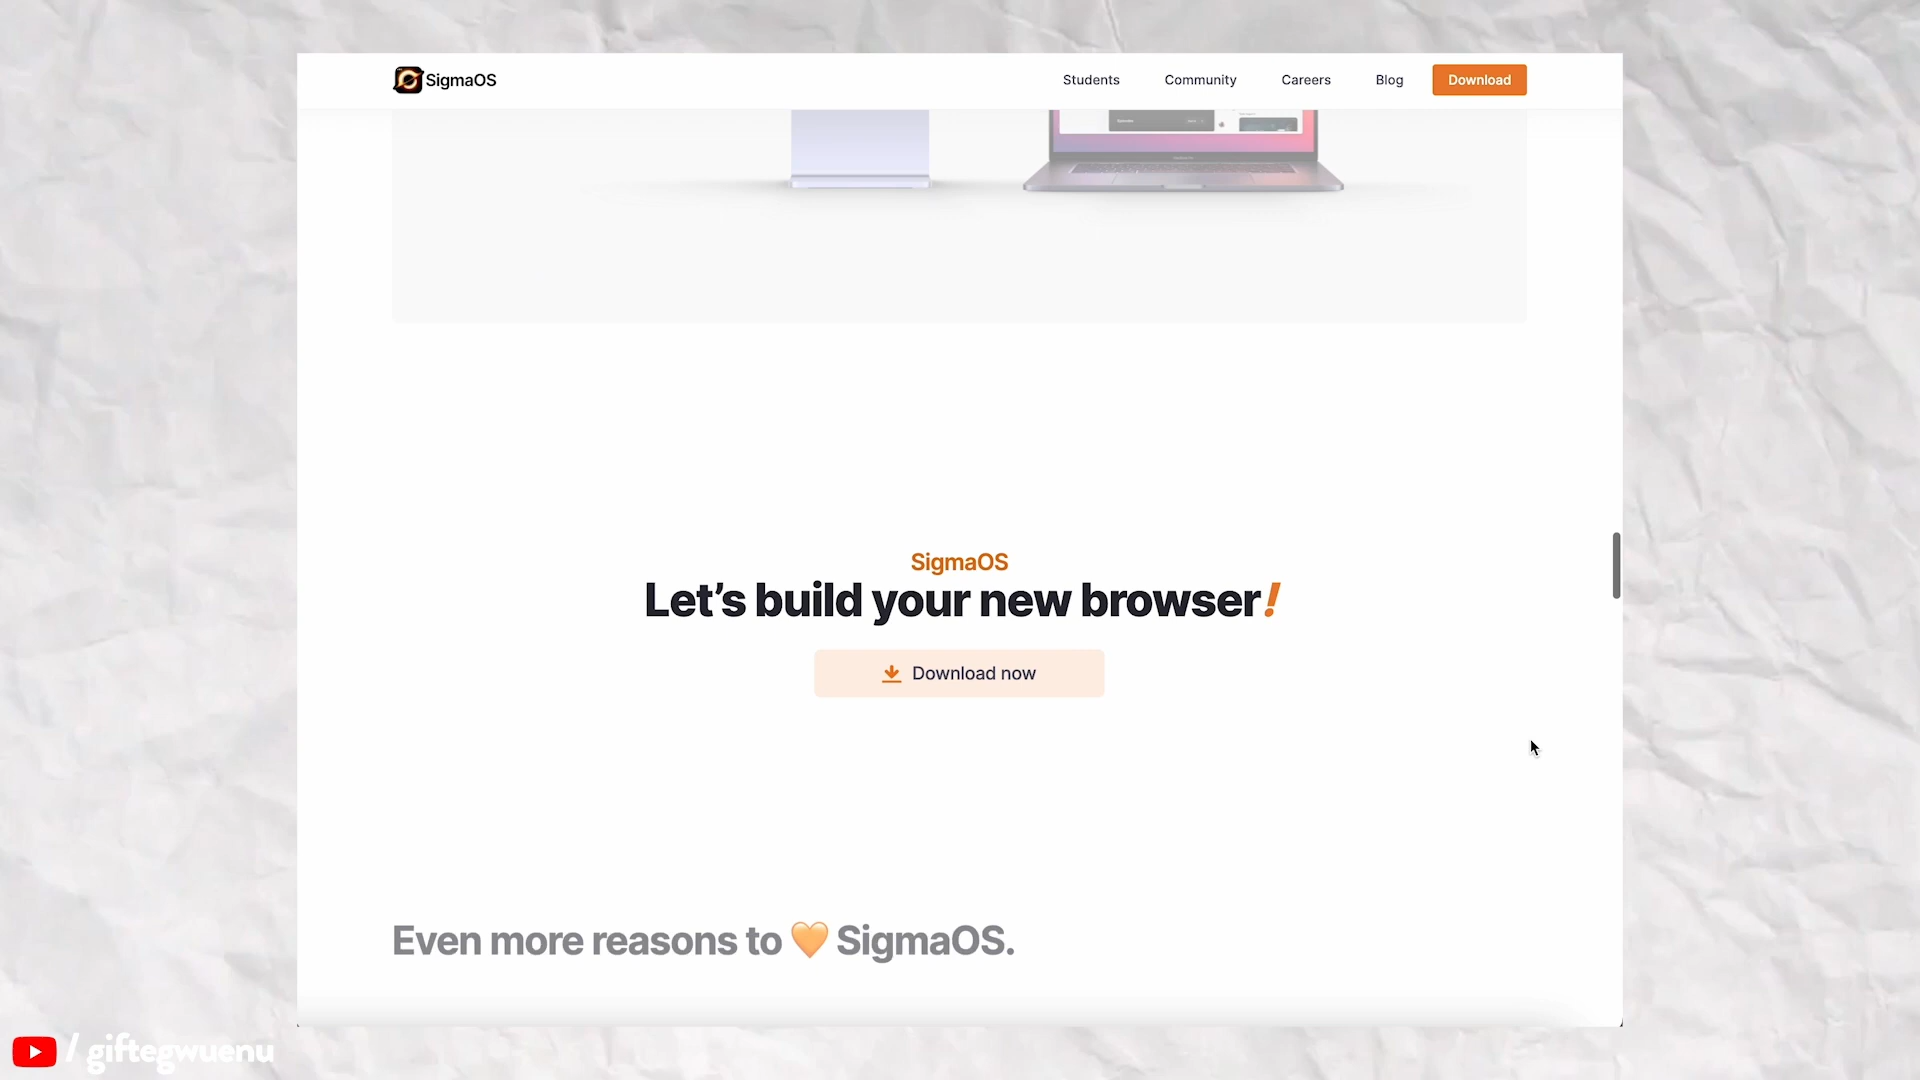 SigmaOS
Students
Community
Careers
Blog
Download
SigmaOS
Let’s build your new browser!
Download now
Even more reasons to 🧡 SigmaOS.
/ giftegwuenu